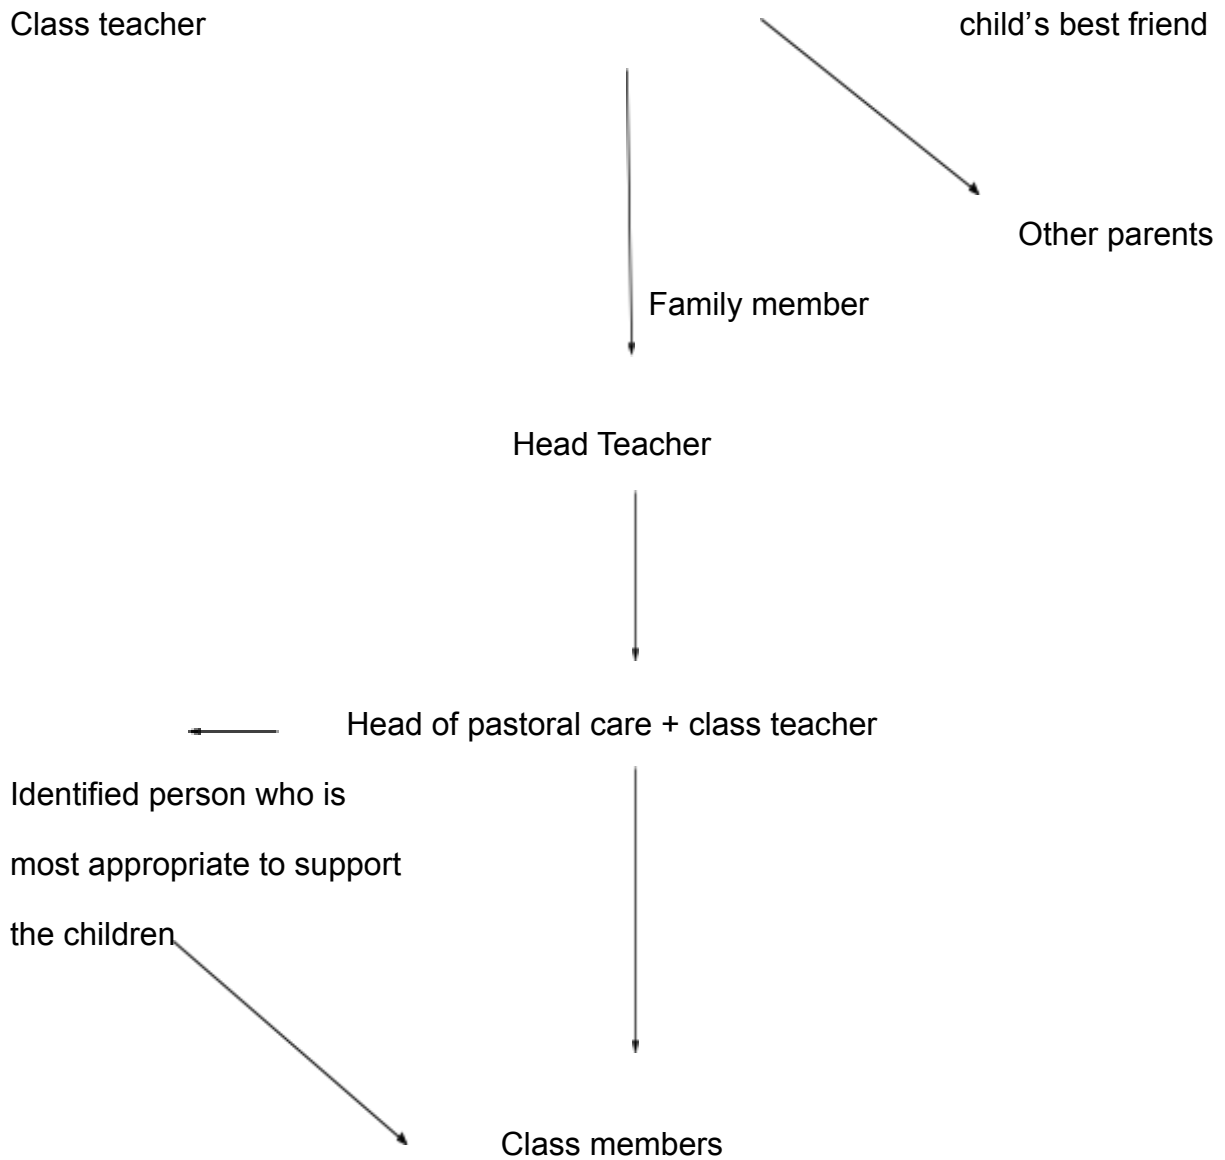 Class teacher child’s best friend
Other parents
Family member
Head Teacher
Head of pastoral care + class teacher
Identified person who is
most appropriate to support
the children
Class members